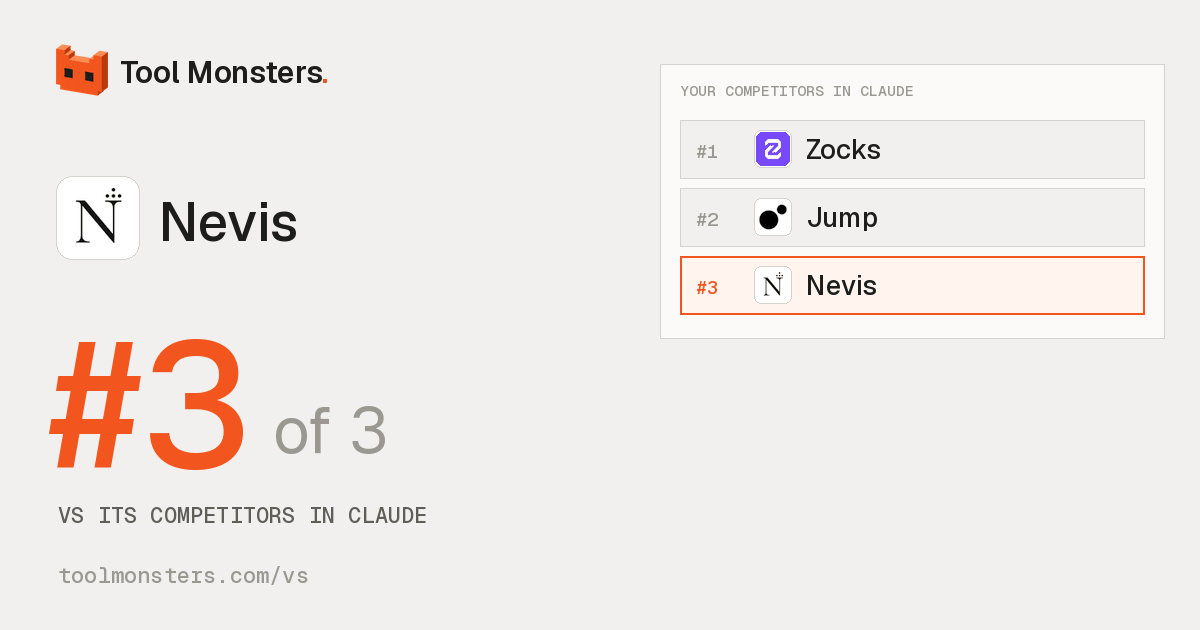 Tool Monsters.
Nevis
#3 of 3
VS ITS COMPETITORS IN CLAUDE
toolmonsters.com/vs
YOUR COMPETITORS IN CLAUDE
#1 Zocks
#2 Jump
#3 N Nevis